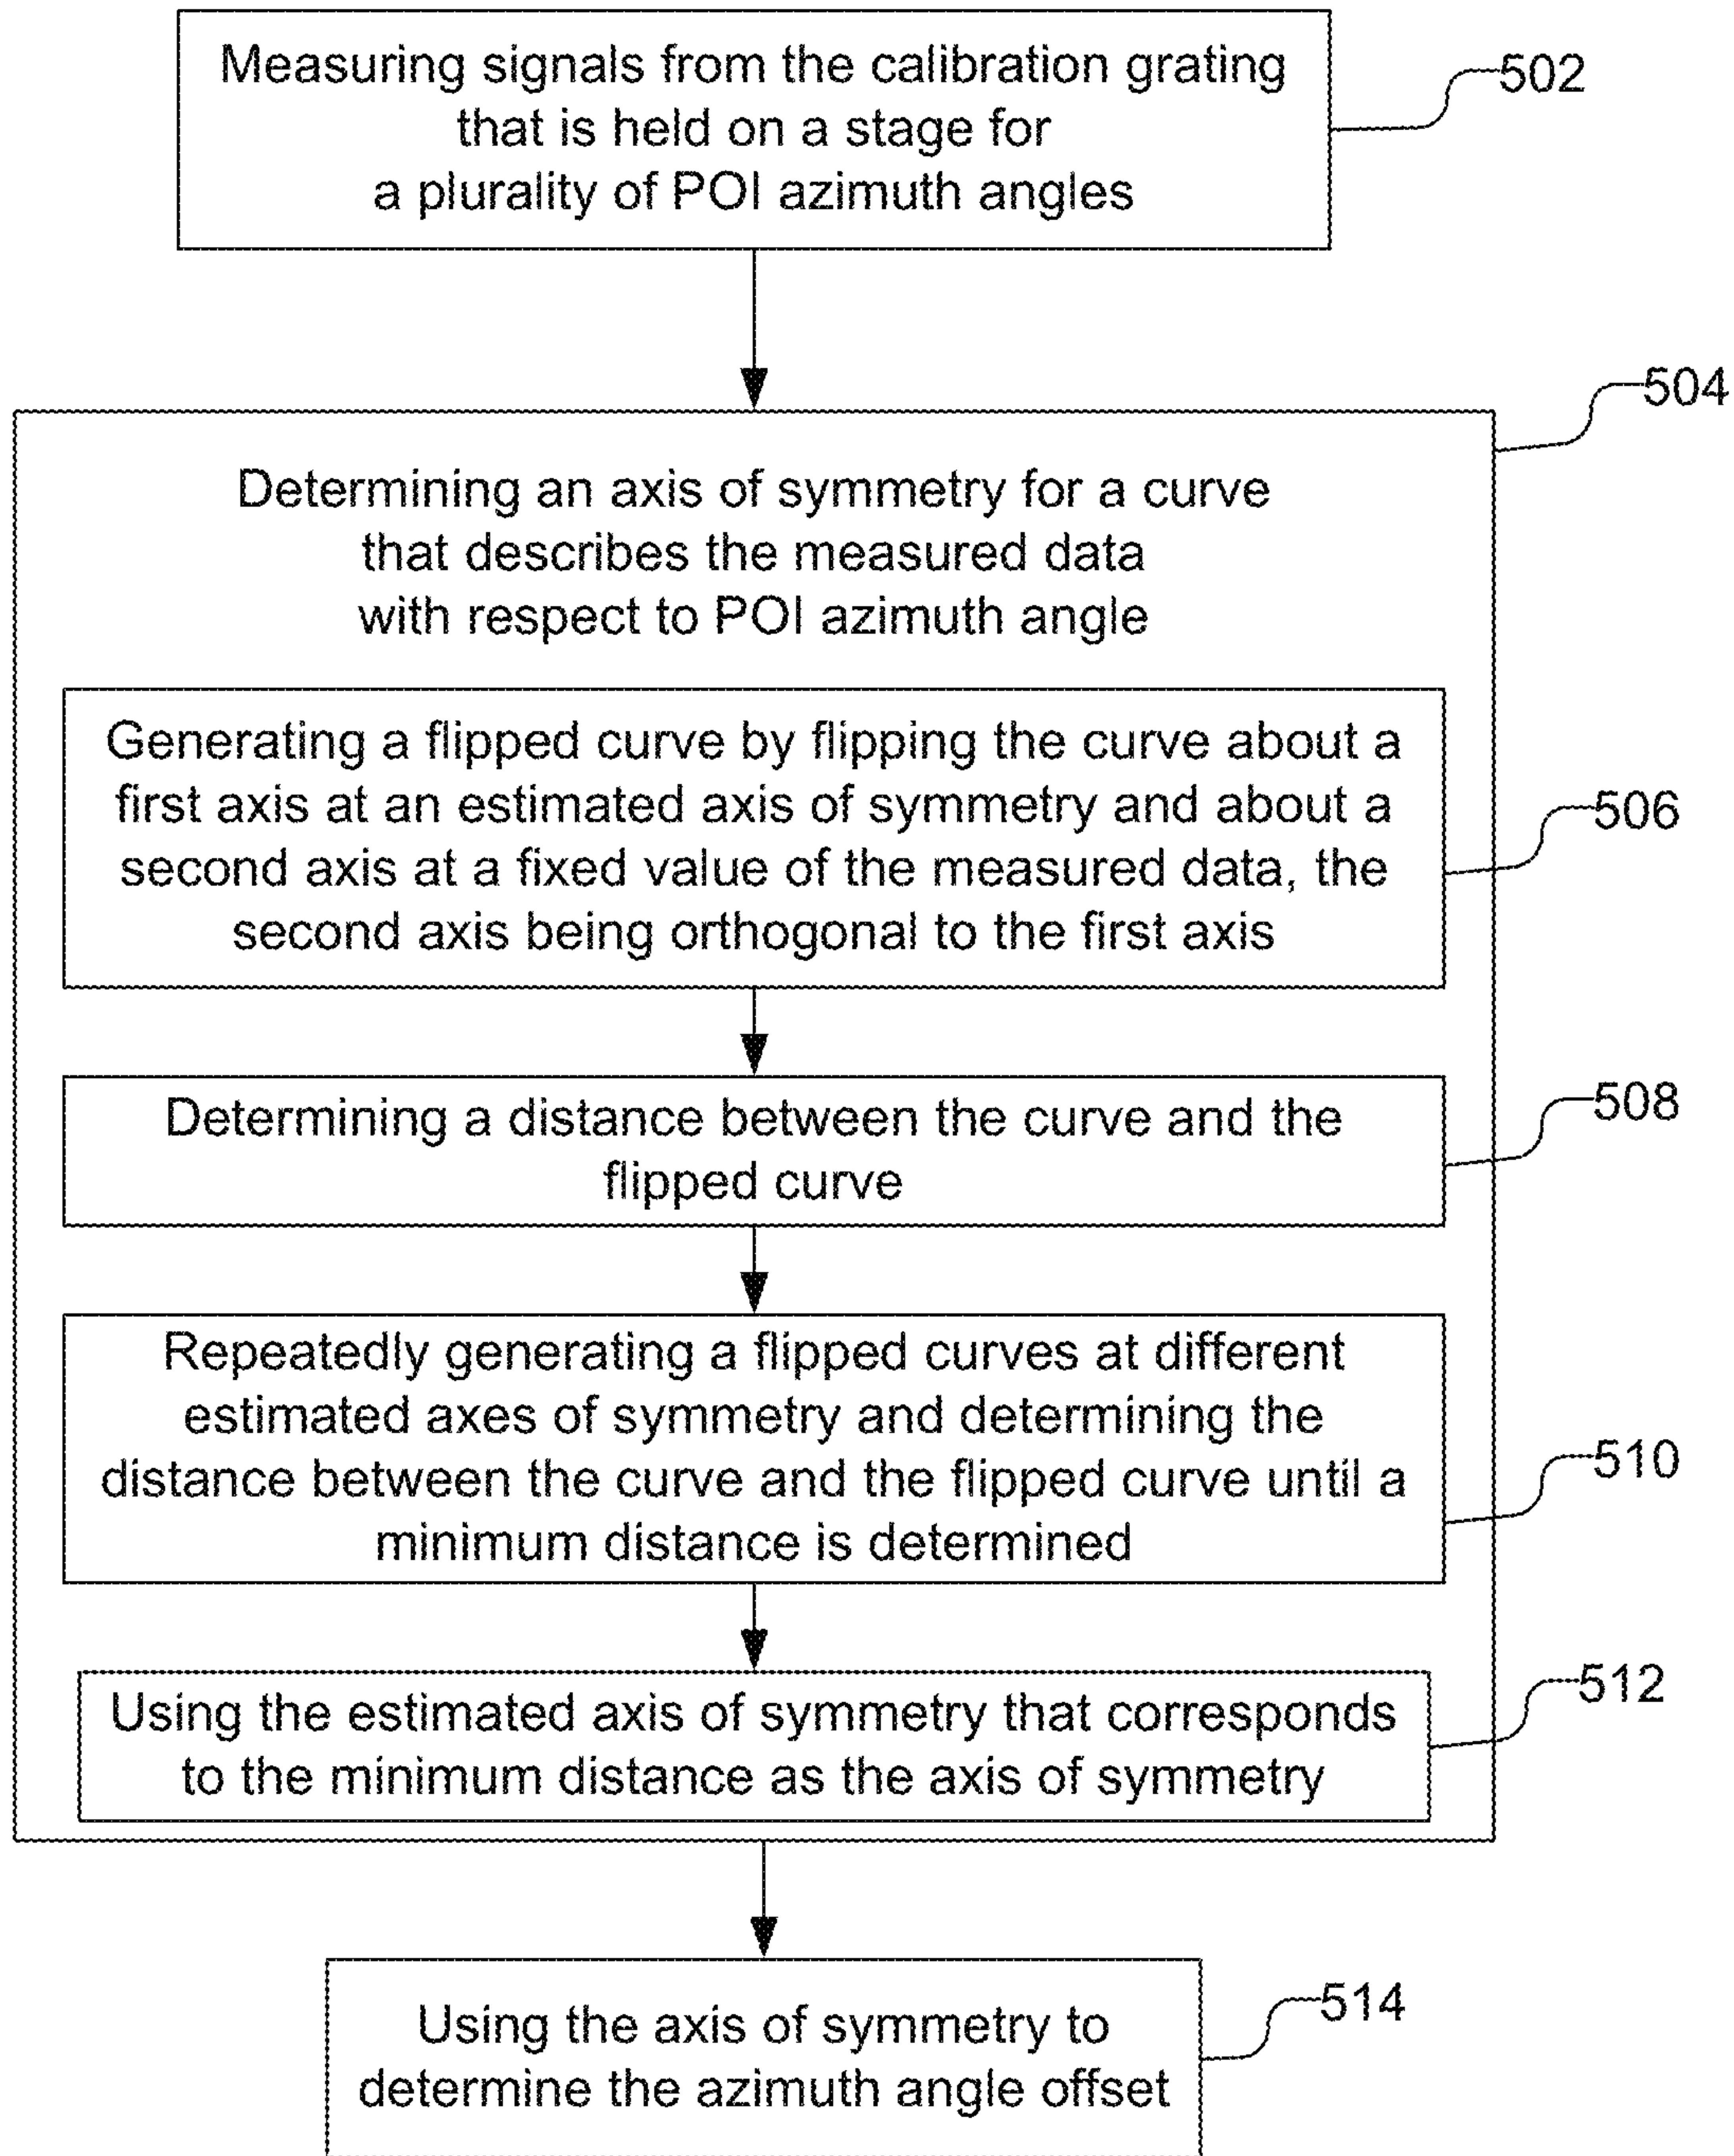 Measuring signals from the calibration grating
that is held on a stage for
a plurality of POI azimuth angles
502
504
Determining an axis of symmetry for a curve
that describes the measured data
with respect to POI azimuth angle
Generating a flipped curve by flipping the curve about a
first axis at an estimated axis of symmetry and about a
second axis at a fixed value of the measured data, the
second axis being orthogonal to the first axis
506
Determining a distance between the curve and the
flipped curve
508
Repeatedly generating a flipped curves at different
estimated axes of symmetry and determining the
distance between the curve and the flipped curve until a
minimum distance is determined
510
Using the estimated axis of symmetry that corresponds
to the minimum distance as the axis of symmetry
512
Using the axis of symmetry to
determine the azimuth angle offset
514